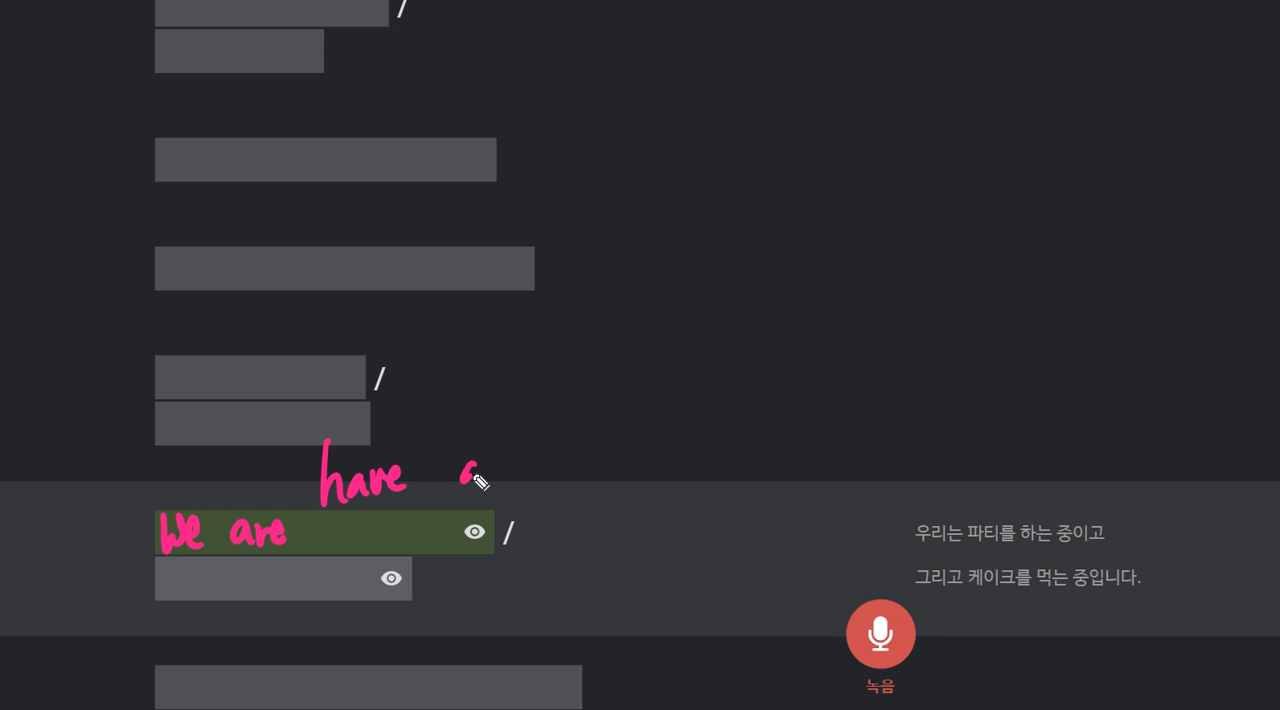 /
/
have a
We are /
우리는 파티를 하는 중이고
그리고 케이크를 먹는 중입니다.
녹음